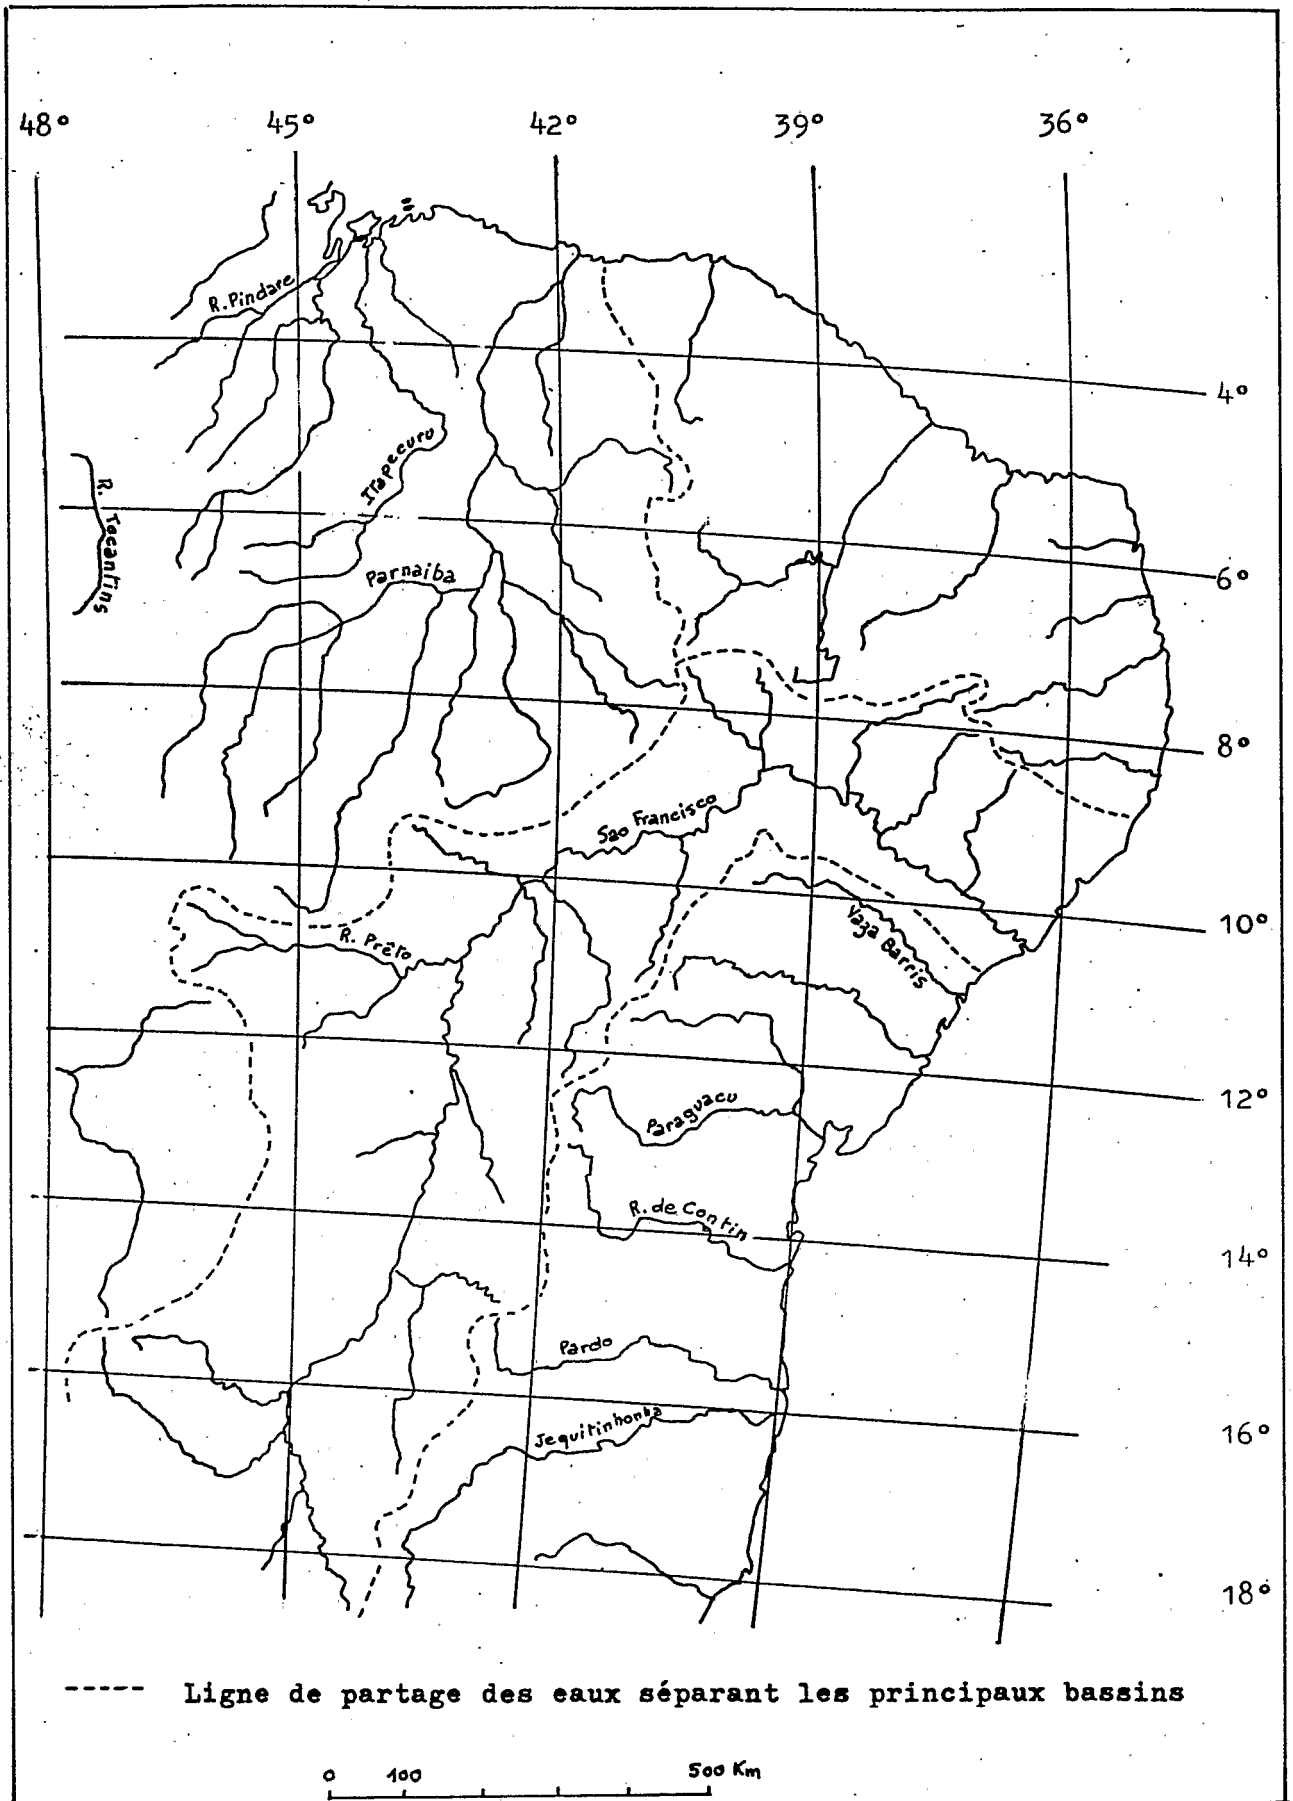 48° 45° 42° 39° 36°
R. Pindare
4°
Itapecuru
R. Tocantins
Parnaiba
6°
8°
Sao Francisco
Vaza Barris
10°
R. Prêto
Paraguacu
12°
R. de Contin
14°
Pardo
Jequitinhonha
16°
18°
----- Ligne de partage des eaux séparant les principaux bassins
0 100 500 Km